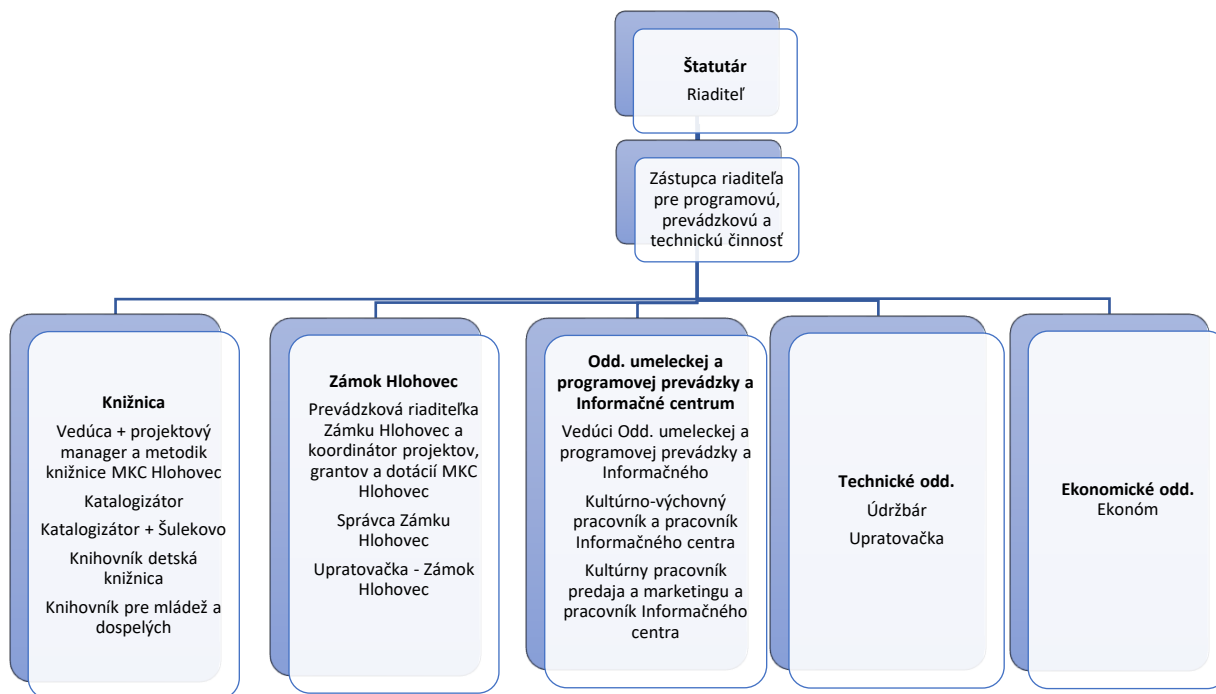 Štatutár
Riaditeľ
Zástupca riaditeľa
pre programovú,
prevádzkovú a
technickú činnosť
Knižnica
Vedúca + projektový
manager a metodik
knižnice MKC Hlohovec
Katalogizátor
Katalogizátor + Šulekovo
Knihovník detská
knižnica
Knihovník pre mládež a
dospelých
Zámok Hlohovec
Prevádzková riaditeľka
Zámku Hlohovec a
koordinátor projektov,
grantov a dotácií MKC
Hlohovec
Správca Zámku
Hlohovec
Upratovačka - Zámok
Hlohovec
Odd. umeleckej a
programovej prevádzky a
Informačné centrum
Vedúci Odd. umeleckej a
programovej prevádzky a
Informačného
Kultúrno-výchovný
pracovník a pracovník
Informačného centra
Kultúrny pracovník
predaja a marketingu a
pracovník Informačného
centra
Technické odd.
Údržbár
Upratovačka
Ekonomické odd.
Ekonóm